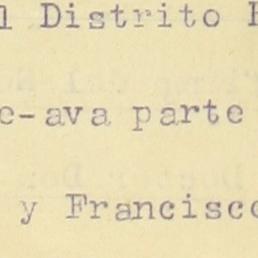 l Distrito
e-ava parte
y Francisco